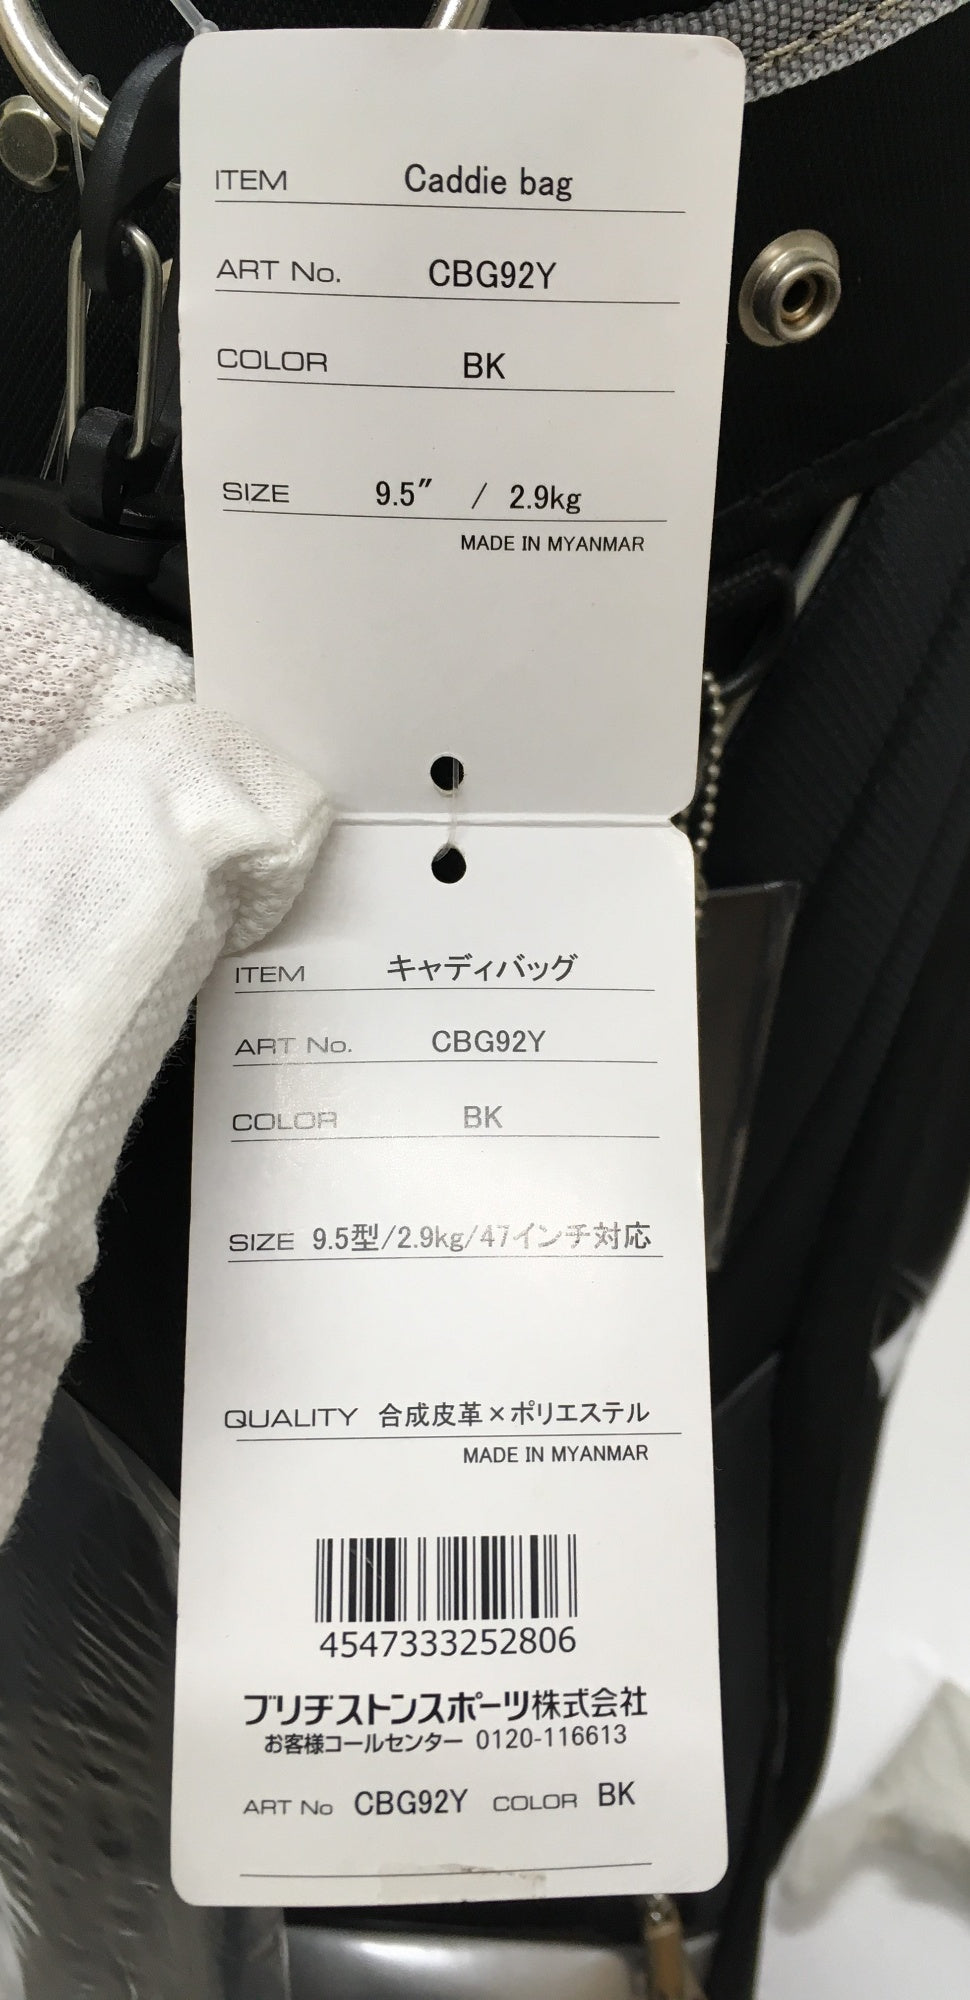 ITEM Caddie bag
ART No. CBG92Y
COLOR BK
SIZE 9.5″ / 2.9kg
MADE IN MYANMAR
ITEM キャディバッグ
ART No. CBG92Y
COLOR BK
SIZE 9.5型/2.9kg/47インチ対応
QUALITY 合成皮革×ポリエステル
MADE IN MYANMAR
4547333252806
ブリヂストンスポーツ株式会社
お客様コールセンター 0120-116613
ART No CBG92Y COLOR BK